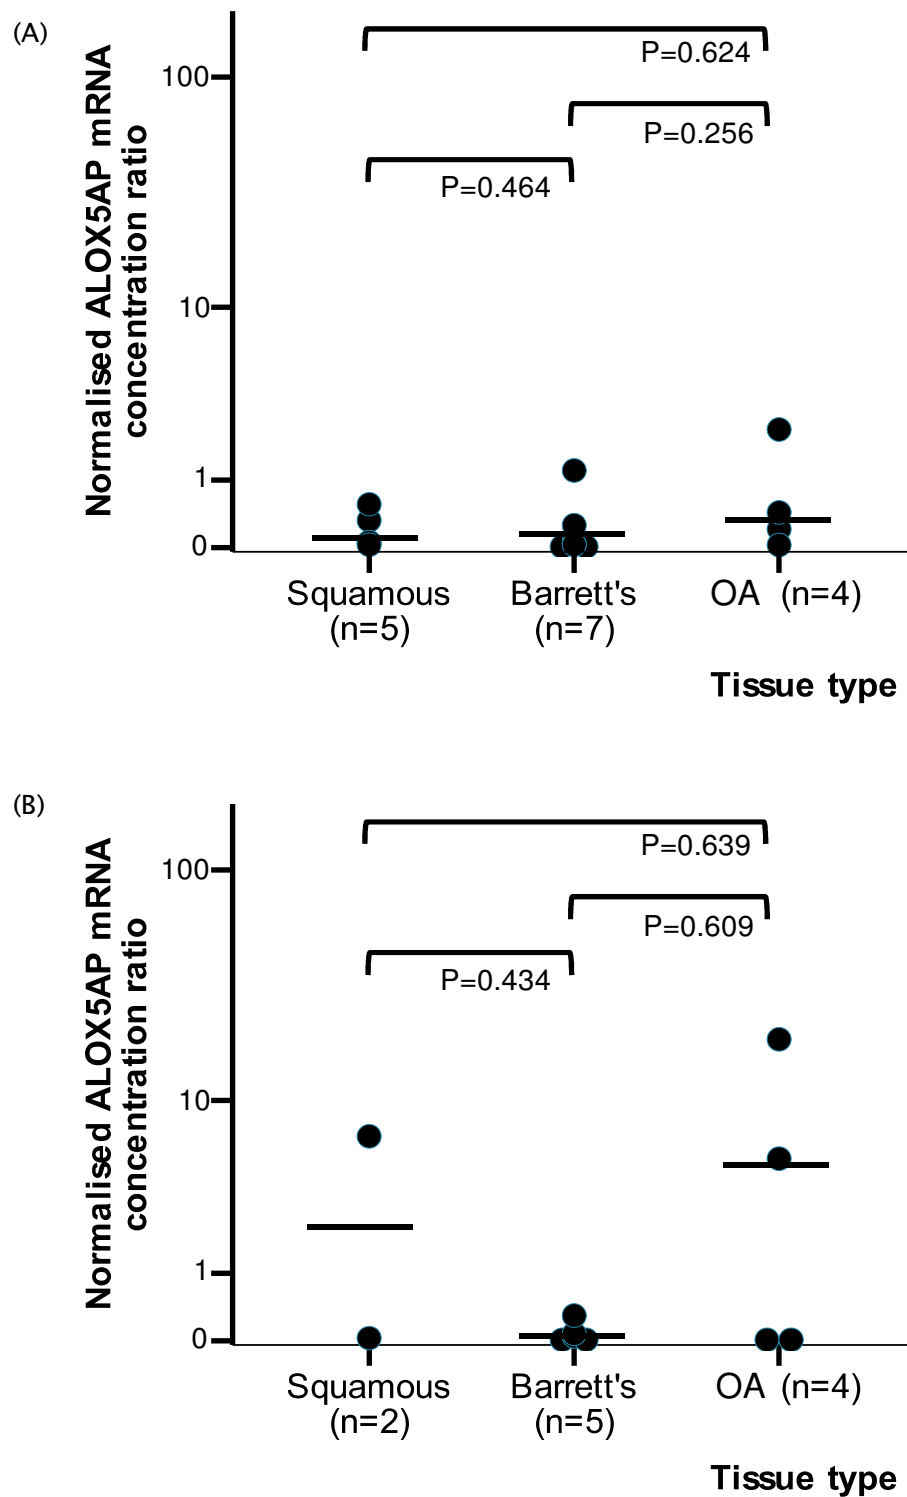 (A)
Normalised ALOX5AP mRNA
concentration ratio
100
10
1
0
P=0.624
P=0.256
P=0.464
Squamous
(n=5)
Barrett's
(n=7)
OA (n=4)
Tissue type
(B)
Normalised ALOX5AP mRNA
concentration ratio
100
10
1
0
P=0.639
P=0.609
P=0.434
Squamous
(n=2)
Barrett's
(n=5)
OA (n=4)
Tissue type